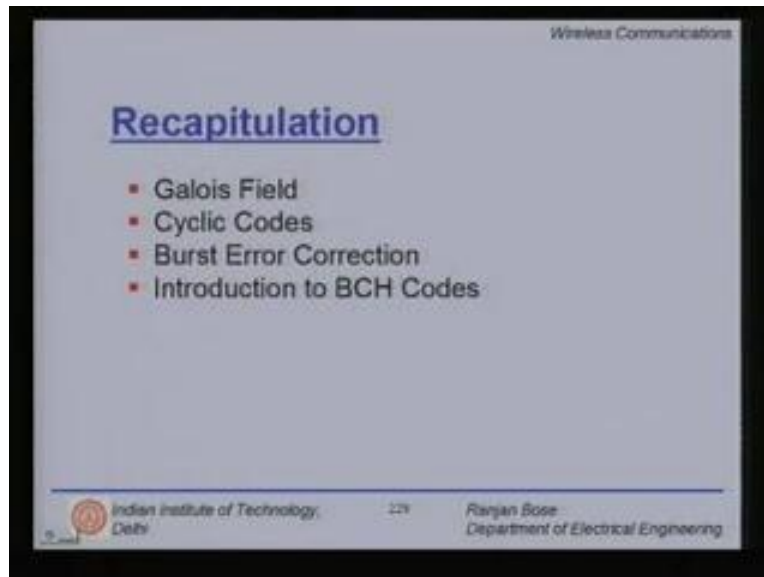 Wireless Communications
Recapitulation
Galois Field
Cyclic Codes
Burst Error Correction
Introduction to BCH Codes
Indian Institute of Technology,
Delhi
229
Ranjan Bose
Department of Electrical Engineering